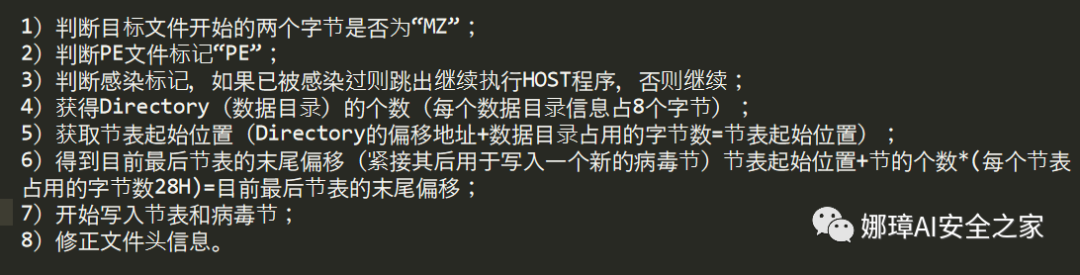 1）判断目标文件开始的两个字节是否为“MZ”；
2）判断PE文件标记“PE”；
3）判断感染标记，如果已被感染过则跳出继续执行HOST程序，否则继续；
4）获得Directory（数据目录）的个数（每个数据目录信息占8个字节）；
5）获取节表起始位置（Directory的偏移地址+数据目录占用的字节数=节表起始位置）；
6）得到目前最后节表的末尾偏移（紧接其后用于写入一个新的病毒节）节表起始位置+节的个数*(每个节表
占用的字节数28H)=目前最后节表的末尾偏移；
7）开始写入节表和病毒节；
8）修正文件头信息。
娜璋AI安全之家